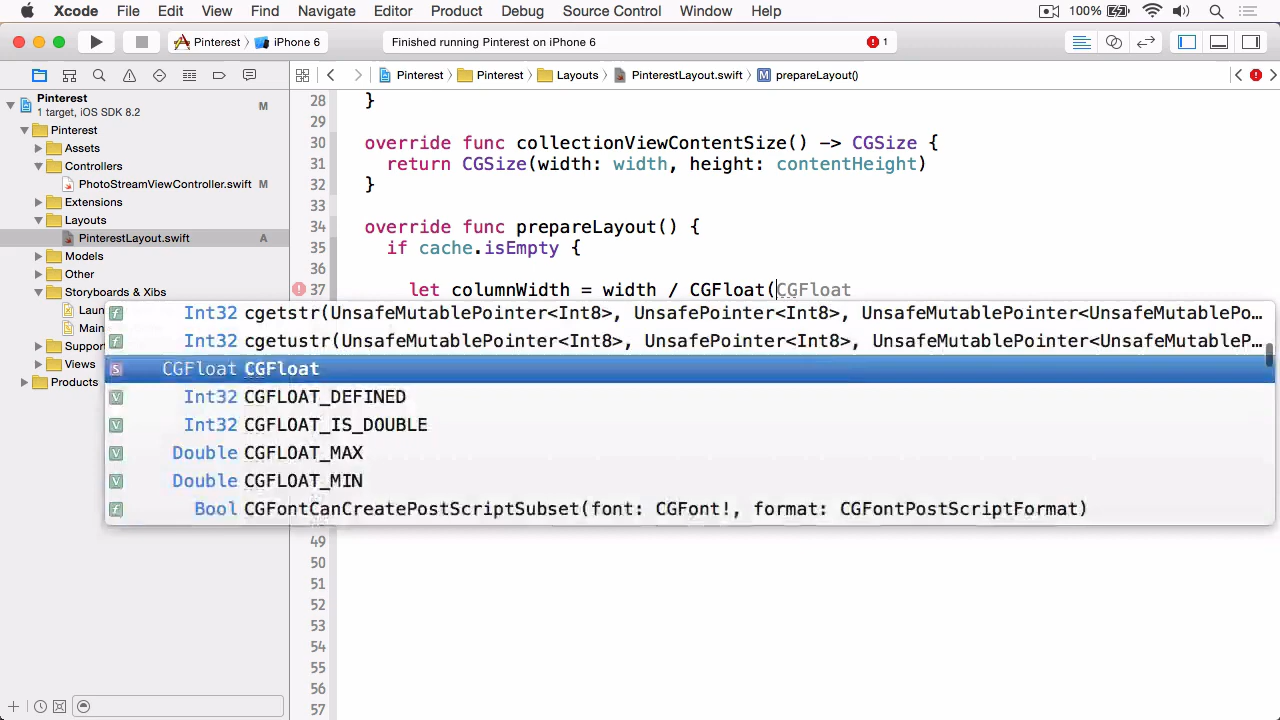 Xcode File Edit View Find Navigate Editor Product Debug Source Control Window Help 100%
Pinterest iPhone 6 Finished running Pinterest on iPhone 6 1
Pinterest Pinterest Layouts PinterestLayout.swift M prepareLayout()
Pinterest M
1 target, iOS SDK 8.2
Pinterest
Assets
Controllers
PhotoStreamViewController.swift M
Extensions
Layouts
PinterestLayout.swift A
Models
Other
Storyboards & Xibs
Laun
Main
Suppor
Views
Products
28 }
29
30 override func collectionViewContentSize() -> CGSize {
31 return CGSize(width: width, height: contentHeight)
32 }
33
34 override func prepareLayout() {
35 if cache.isEmpty {
36
37 let columnWidth = width / CGFloat(CGFloat
f Int32 cgetstr(UnsafeMutablePointer<Int8>, UnsafePointer<Int8>, UnsafeMutablePointer<UnsafeMutablePo…
f Int32 cgetustr(UnsafeMutablePointer<Int8>, UnsafePointer<Int8>, UnsafeMutablePointer<UnsafeMutableP…
S CGFloat CGFloat
V Int32 CGFLOAT_DEFINED
V Int32 CGFLOAT_IS_DOUBLE
V Double CGFLOAT_MAX
V Double CGFLOAT_MIN
f Bool CGFontCanCreatePostScriptSubset(font: CGFont!, format: CGFontPostScriptFormat)
49
50
51
52
53
54
55
56
57